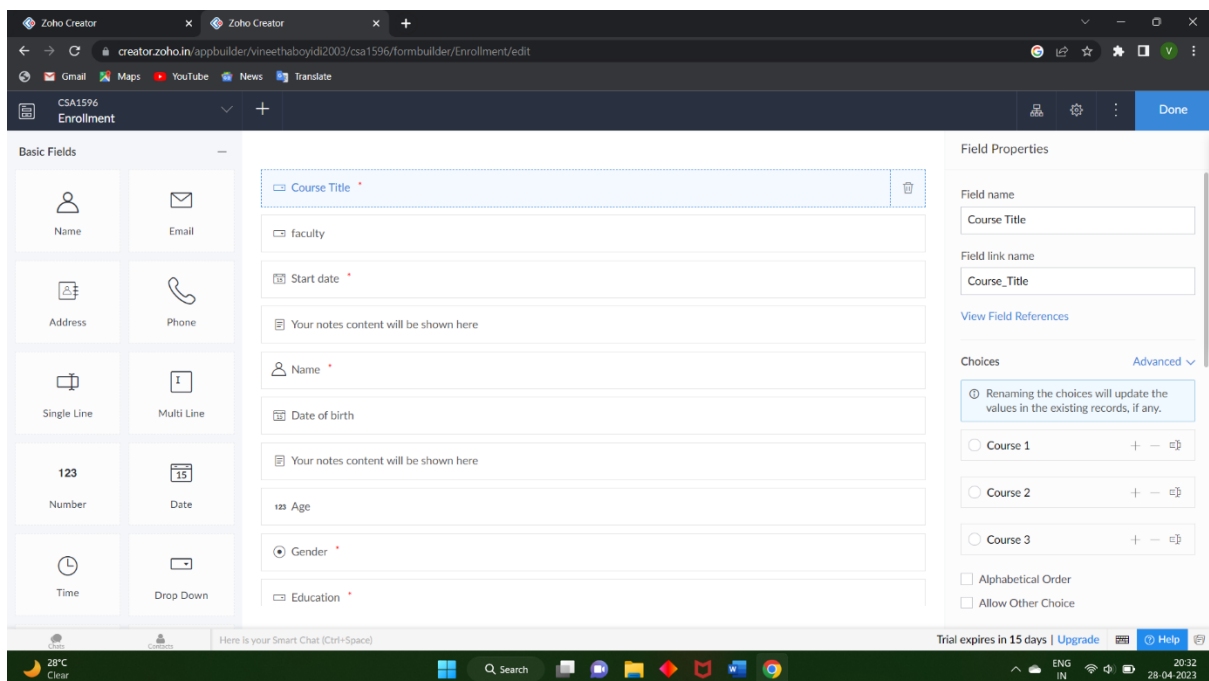 Zoho Creator
Zoho Creator
creator.zoho.in/appbuilder/vineethaboyidi2003/csa1596/formbuilder/Enrollment/edit
V
Gmail
Maps
YouTube
News
Translate
CSA1596
Enrollment
Done
Basic Fields
Name
Email
Address
Phone
Single Line
Multi Line
123
Number
15
Date
Time
Drop Down
Course Title *
faculty
Start date *
Your notes content will be shown here
Name *
Date of birth
Your notes content will be shown here
123 Age
Gender *
Education *
Field Properties
Field name
Course Title
Field link name
Course_Title
View Field References
Choices
Advanced
Renaming the choices will update the
values in the existing records, if any.
Course 1
Course 2
Course 3
Alphabetical Order
Allow Other Choice
Chats
Contacts
Here is your Smart Chat (Ctrl+Space)
Trial expires in 15 days | Upgrade
Help
28°C
Clear
Search
ENG
IN
20:32
28-04-2023